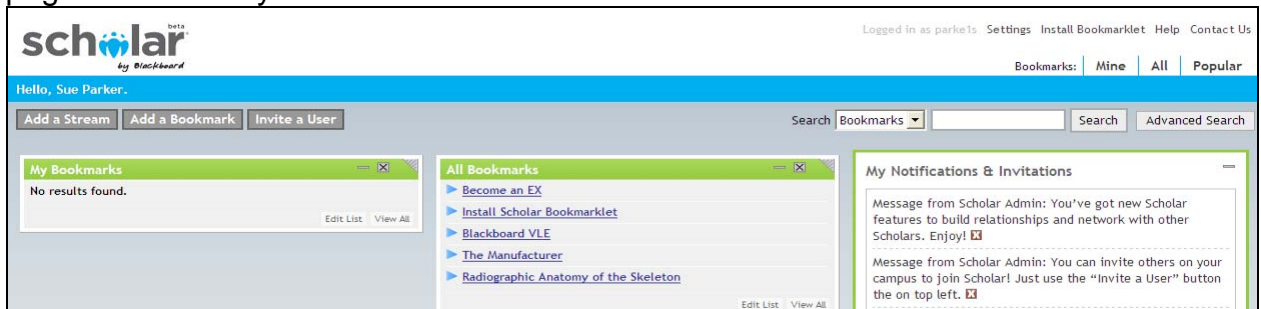 beta
scholar
by Blackboard
Logged in as parke1s Settings Install Bookmarklet Help Contact Us
Bookmarks: Mine All Popular
Hello, Sue Parker.
Add a Stream Add a Bookmark Invite a User
Search Bookmarks Search Advanced Search
My Bookmarks
No results found.
Edit List View All
All Bookmarks
Become an EX
Install Scholar Bookmarklet
Blackboard VLE
The Manufacturer
Radiographic Anatomy of the Skeleton
Edit List View All
My Notifications & Invitations
Message from Scholar Admin: You've got new Scholar
features to build relationships and network with other
Scholars. Enjoy!
Message from Scholar Admin: You can invite others on your
campus to join Scholar! Just use the “Invite a User” button
the on top left.